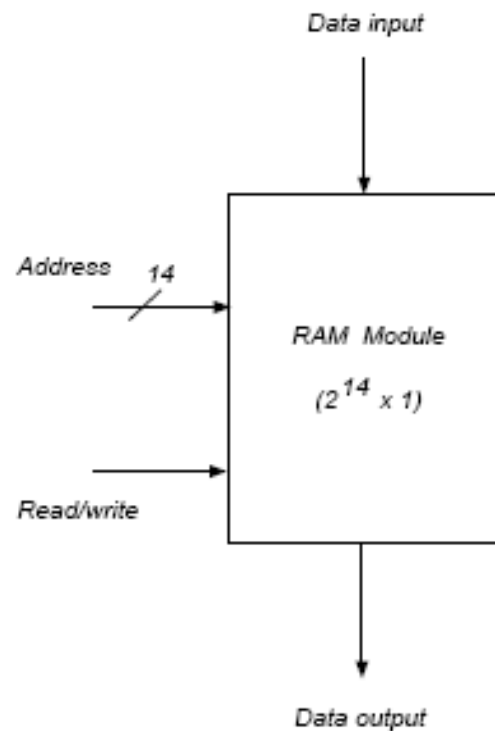 Data input
Address 14
RAM Module
(2^14 x 1)
Read/write
Data output